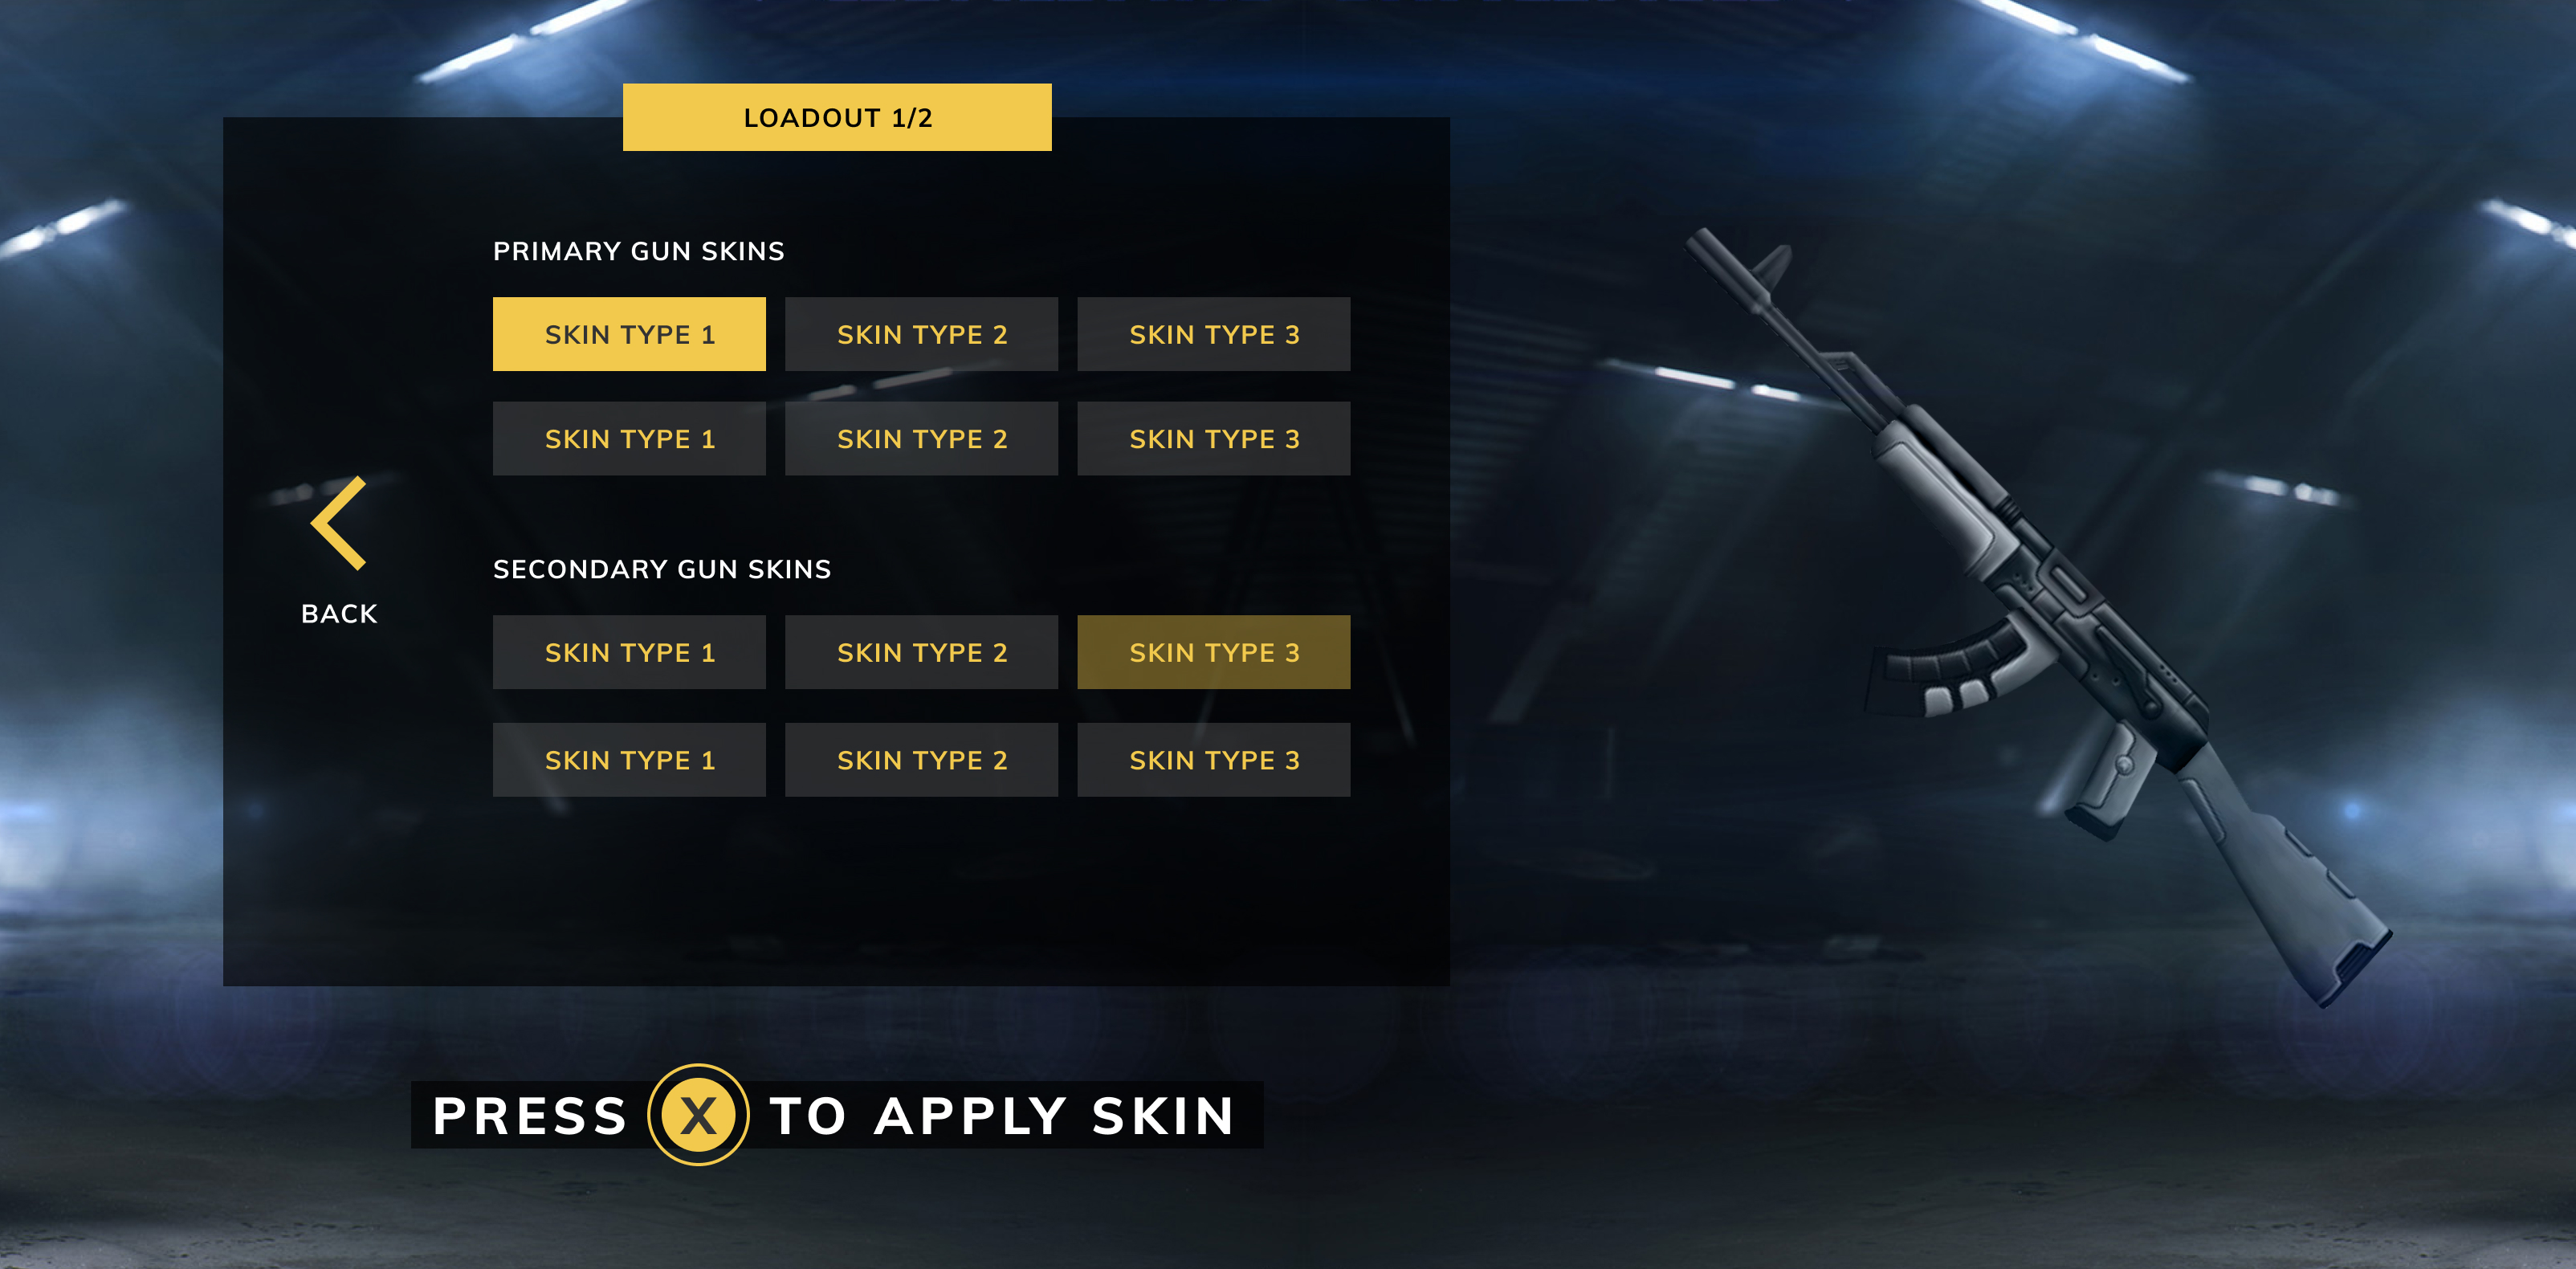 LOADOUT 1/2
PRIMARY GUN SKINS
SKIN TYPE 1 SKIN TYPE 2 SKIN TYPE 3
SKIN TYPE 1 SKIN TYPE 2 SKIN TYPE 3
BACK
SECONDARY GUN SKINS
SKIN TYPE 1 SKIN TYPE 2 SKIN TYPE 3
SKIN TYPE 1 SKIN TYPE 2 SKIN TYPE 3
PRESS X TO APPLY SKIN